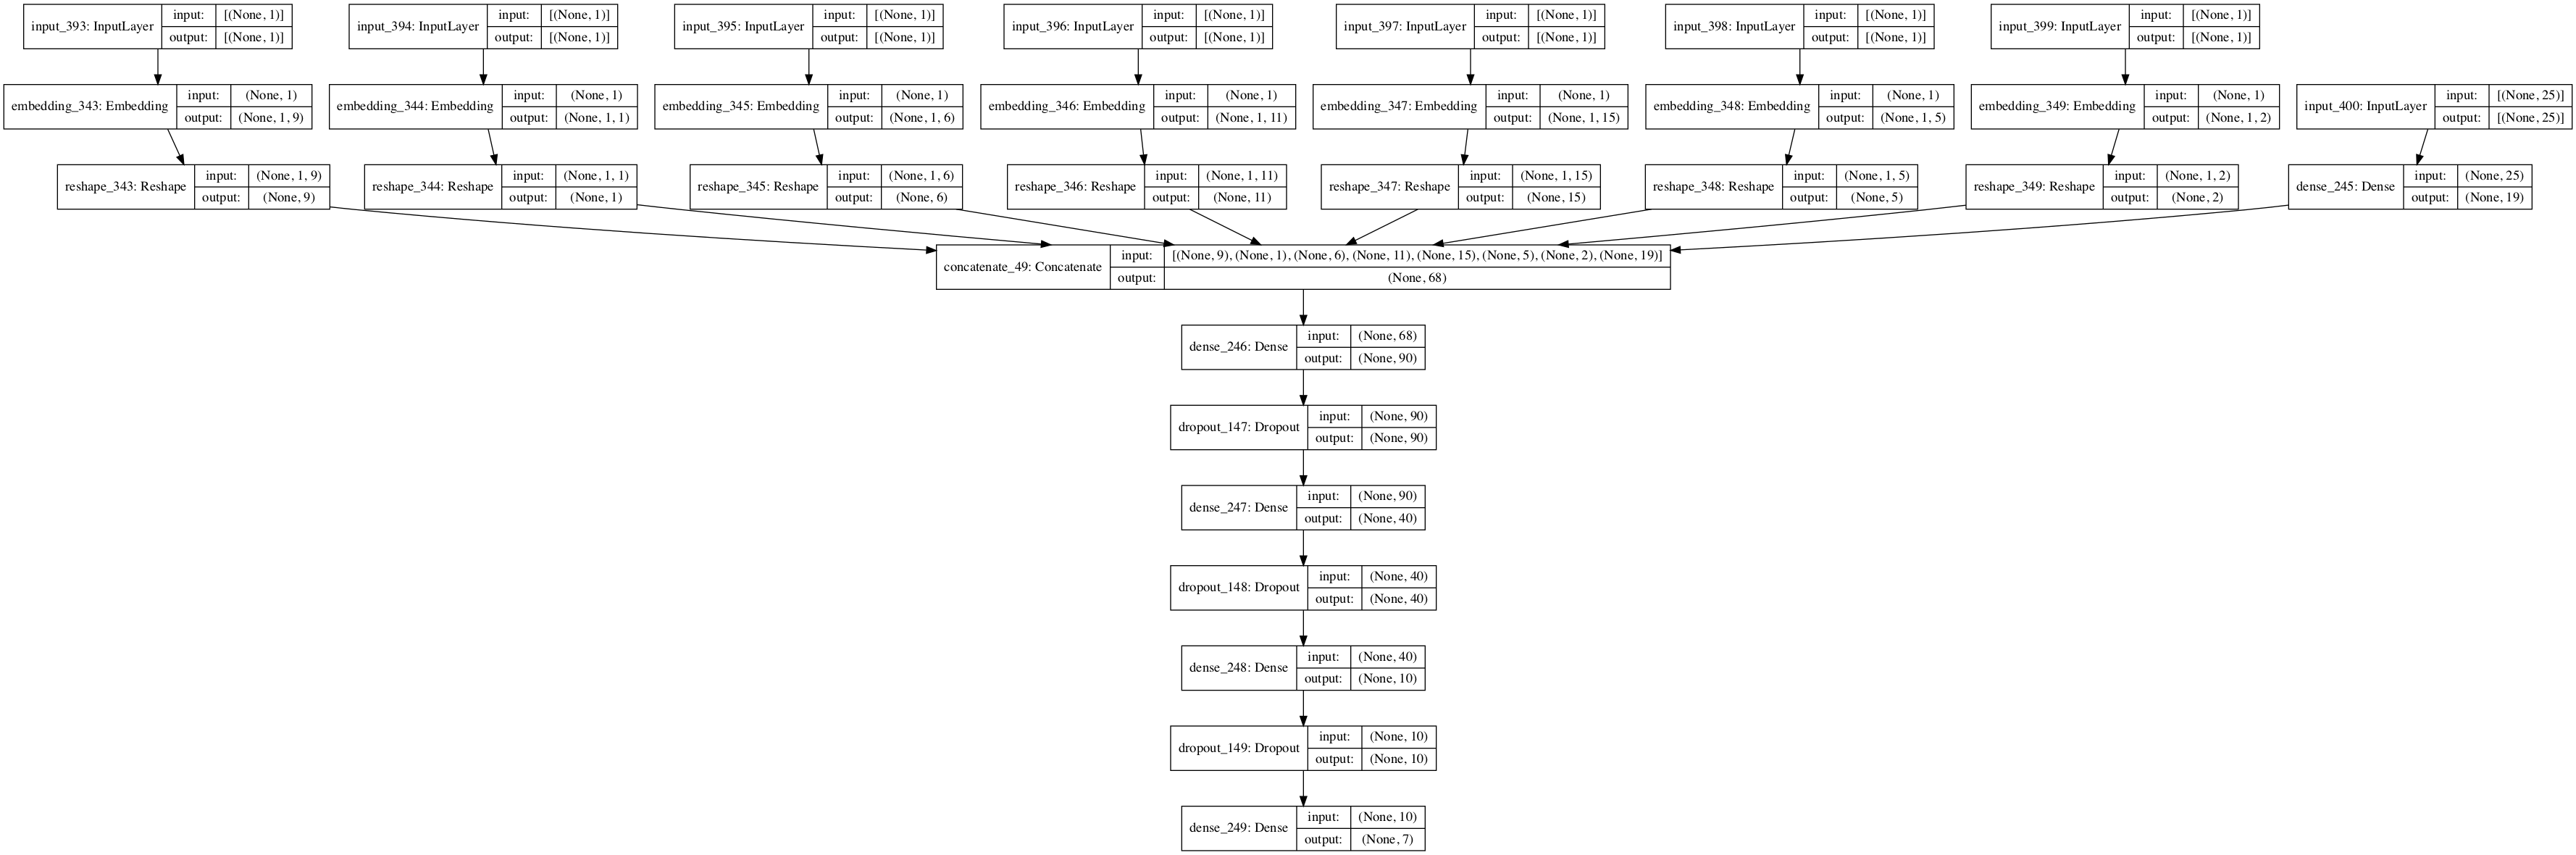 input_393: InputLayer input: [(None, 1)] output: [(None, 1)]
input_394: InputLayer input: [(None, 1)] output: [(None, 1)]
input_395: InputLayer input: [(None, 1)] output: [(None, 1)]
input_396: InputLayer input: [(None, 1)] output: [(None, 1)]
input_397: InputLayer input: [(None, 1)] output: [(None, 1)]
input_398: InputLayer input: [(None, 1)] output: [(None, 1)]
input_399: InputLayer input: [(None, 1)] output: [(None, 1)]
embedding_343: Embedding input: (None, 1) output: (None, 1, 9)
embedding_344: Embedding input: (None, 1) output: (None, 1, 1)
embedding_345: Embedding input: (None, 1) output: (None, 1, 6)
embedding_346: Embedding input: (None, 1) output: (None, 1, 11)
embedding_347: Embedding input: (None, 1) output: (None, 1, 15)
embedding_348: Embedding input: (None, 1) output: (None, 1, 5)
embedding_349: Embedding input: (None, 1) output: (None, 1, 2)
input_400: InputLayer input: [(None, 25)] output: [(None, 25)]
reshape_343: Reshape input: (None, 1, 9) output: (None, 9)
reshape_344: Reshape input: (None, 1, 1) output: (None, 1)
reshape_345: Reshape input: (None, 1, 6) output: (None, 6)
reshape_346: Reshape input: (None, 1, 11) output: (None, 11)
reshape_347: Reshape input: (None, 1, 15) output: (None, 15)
reshape_348: Reshape input: (None, 1, 5) output: (None, 5)
reshape_349: Reshape input: (None, 1, 2) output: (None, 2)
dense_245: Dense input: (None, 25) output: (None, 19)
concatenate_49: Concatenate input: [(None, 9), (None, 1), (None, 6), (None, 11), (None, 15), (None, 5), (None, 2), (None, 19)] output: (None, 68)
dense_246: Dense input: (None, 68) output: (None, 90)
dropout_147: Dropout input: (None, 90) output: (None, 90)
dense_247: Dense input: (None, 90) output: (None, 40)
dropout_148: Dropout input: (None, 40) output: (None, 40)
dense_248: Dense input: (None, 40) output: (None, 10)
dropout_149: Dropout input: (None, 10) output: (None, 10)
dense_249: Dense input: (None, 10) output: (None, 7)